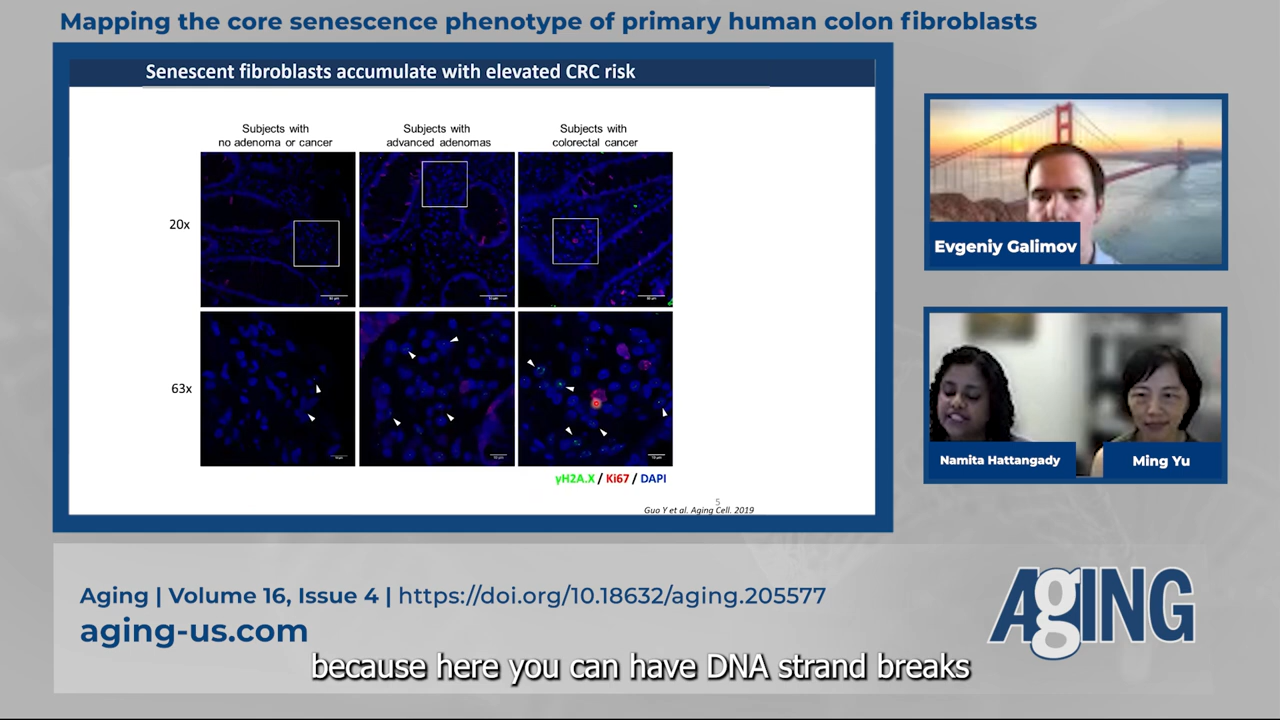 Mapping the core senescence phenotype of primary human colon fibroblasts
Senescent fibroblasts accumulate with elevated CRC risk
Subjects with
no adenoma or cancer
Subjects with
advanced adenomas
Subjects with
colorectal cancer
20x
63x
γH2A.X / Ki67 / DAPI
5
Guo Y et al. Aging Cell. 2019
Evgeniy Galimov
Namita Hattangady
Ming Yu
Aging | Volume 16, Issue 4 | https://doi.org/10.18632/aging.205577
aging-us.com
AgING
because here you can have DNA strand breaks